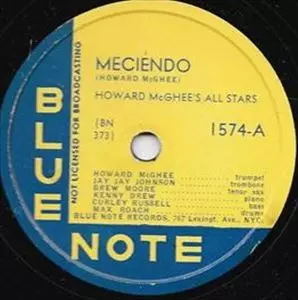 MECIENDO
(HOWARD McGHEE)
HOWARD McGHEE'S ALL STARS
(BN
373)
1574-A
NOT LICENSED FOR BROADCASTING
BLUE
NOTE
HOWARD McGHEE trumpet
JAY JAY JOHNSON trombone
BREW MOORE tenor sax
KENNY DREW piano
CURLEY RUSSELL bass
MAX ROACH drums
BLUE NOTE RECORDS, 767 Lexingt. Ave., NYC.